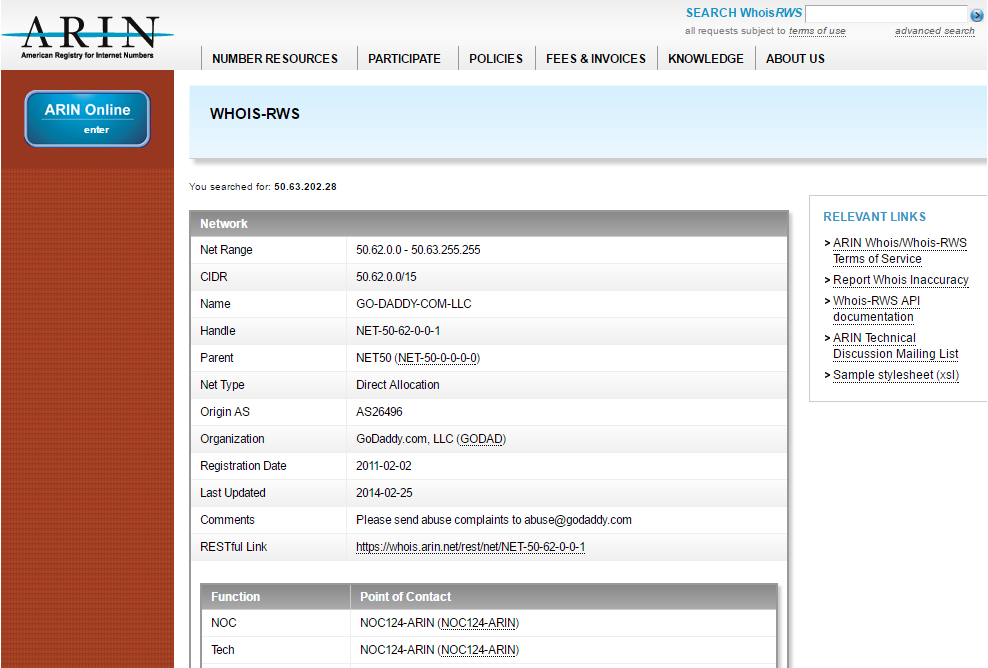 ARIN
American Registry for Internet Numbers
SEARCH WhoisRWS
all requests subject to terms of use
advanced search
NUMBER RESOURCES
PARTICIPATE
POLICIES
FEES & INVOICES
KNOWLEDGE
ABOUT US
ARIN Online
enter
WHOIS-RWS
You searched for: 50.63.202.28
Network
Net Range 50.62.0.0 - 50.63.255.255
CIDR 50.62.0.0/15
Name GO-DADDY-COM-LLC
Handle NET-50-62-0-0-1
Parent NET50 (NET-50-0-0-0-0)
Net Type Direct Allocation
Origin AS AS26496
Organization GoDaddy.com, LLC (GODAD)
Registration Date 2011-02-02
Last Updated 2014-02-25
Comments Please send abuse complaints to abuse@godaddy.com
RESTful Link https://whois.arin.net/rest/net/NET-50-62-0-0-1
Function Point of Contact
NOC NOC124-ARIN (NOC124-ARIN)
Tech NOC124-ARIN (NOC124-ARIN)
RELEVANT LINKS
> ARIN Whois/Whois-RWS
Terms of Service
> Report Whois Inaccuracy
> Whois-RWS API
documentation
> ARIN Technical
Discussion Mailing List
> Sample stylesheet (xsl)